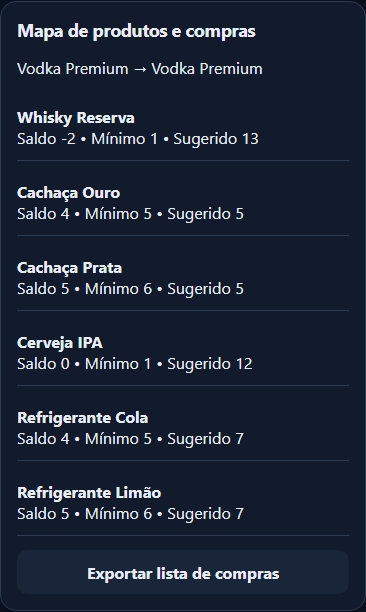 Mapa de produtos e compras
Vodka Premium → Vodka Premium
Whisky Reserva
Saldo -2 • Mínimo 1 • Sugerido 13
Cachaça Ouro
Saldo 4 • Mínimo 5 • Sugerido 5
Cachaça Prata
Saldo 5 • Mínimo 6 • Sugerido 5
Cerveja IPA
Saldo 0 • Mínimo 1 • Sugerido 12
Refrigerante Cola
Saldo 4 • Mínimo 5 • Sugerido 7
Refrigerante Limão
Saldo 5 • Mínimo 6 • Sugerido 7
Exportar lista de compras